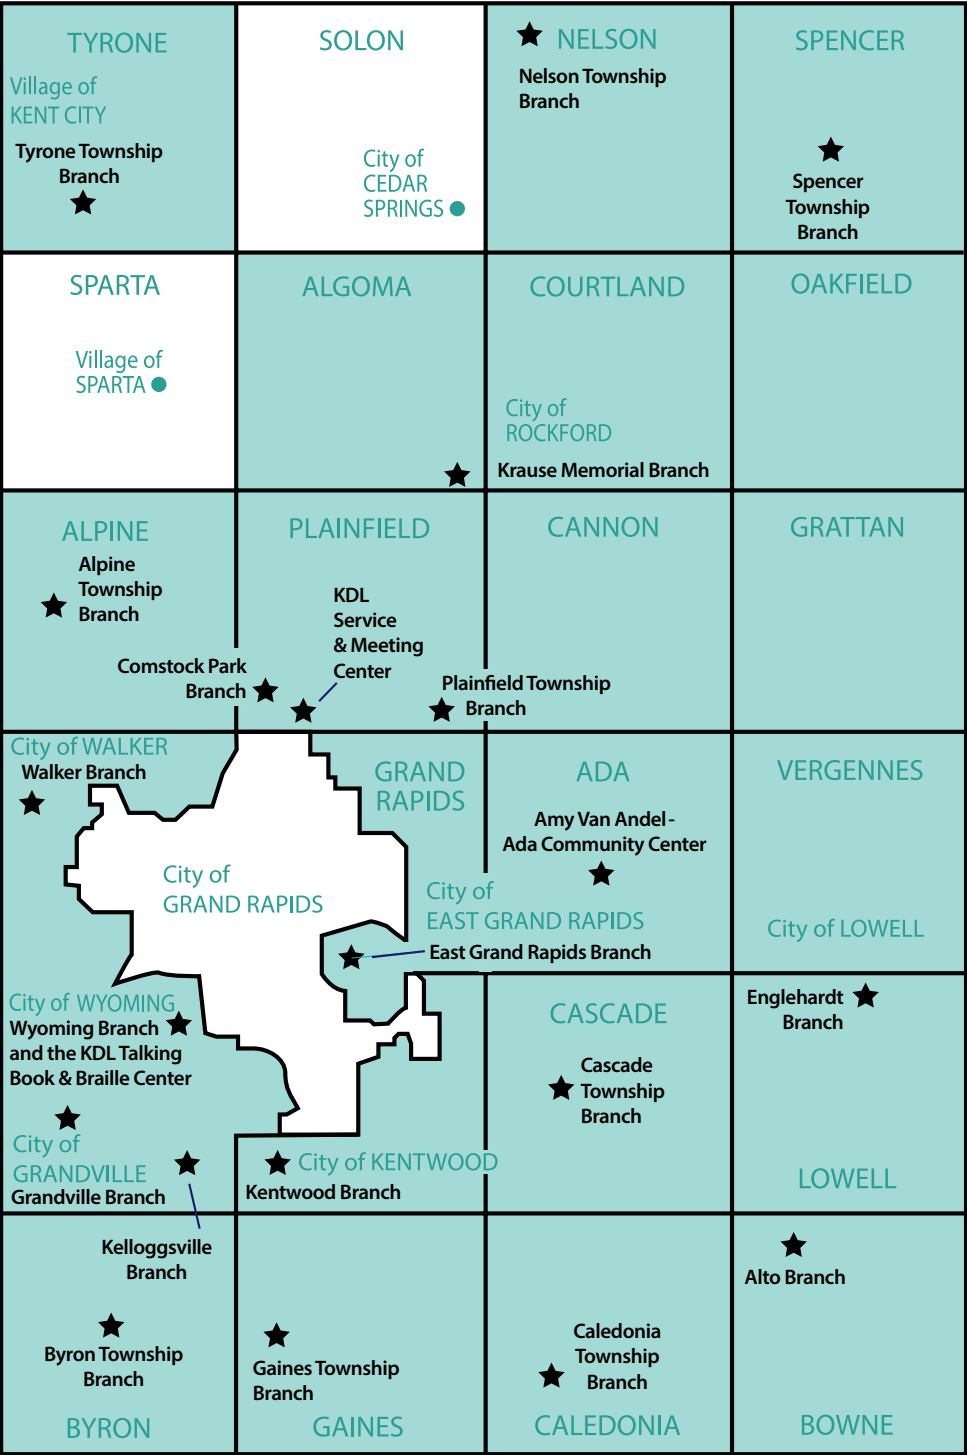 TYRONE
Village of
KENT CITY
Tyrone Township
Branch
SOLON
City of
CEDAR
SPRINGS
NELSON
Nelson Township
Branch
SPENCER
Spencer
Township
Branch
SPARTA
Village of
SPARTA
ALGOMA
COURTLAND
City of
ROCKFORD
Krause Memorial Branch
OAKFIELD
ALPINE
Alpine
Township
Branch
PLAINFIELD
KDL
Service
& Meeting
Center
Comstock Park
Branch
Plainfield Township
Branch
CANNON
GRATTAN
City of WALKER
Walker Branch
GRAND
RAPIDS
City of
GRAND RAPIDS
ADA
Amy Van Andel -
Ada Community Center
City of
EAST GRAND RAPIDS
East Grand Rapids Branch
VERGENNES
City of LOWELL
City of WYOMING
Wyoming Branch
and the KDL Talking
Book & Braille Center
City of
GRANDVILLE
Grandville Branch
City of KENTWOOD
Kentwood Branch
CASCADE
Cascade
Township
Branch
Englehardt
Branch
LOWELL
Kelloggsville
Branch
Byron Township
Branch
BYRON
Gaines Township
Branch
GAINES
Caledonia
Township
Branch
CALEDONIA
Alto Branch
BOWNE